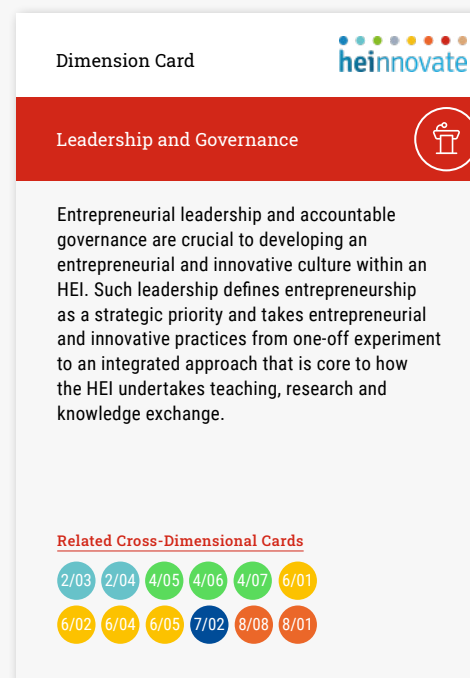 Dimension Card
heinnovate
Leadership and Governance
Entrepreneurial leadership and accountable
governance are crucial to developing an
entrepreneurial and innovative culture within an
HEI. Such leadership defines entrepreneurship
as a strategic priority and takes entrepreneurial
and innovative practices from one-off experiment
to an integrated approach that is core to how
the HEI undertakes teaching, research and
knowledge exchange.
Related Cross-Dimensional Cards
2/03 2/04 4/05 4/06 4/07 6/01
6/02 6/04 6/05 7/02 8/08 8/01